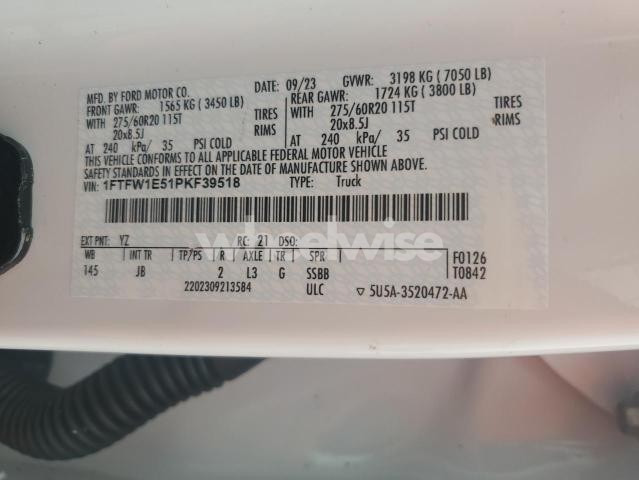 MFD. BY FORD MOTOR CO. DATE: 09/23 GVWR: 3198 KG ( 7050 LB)
FRONT GAWR: 1565 KG ( 3450 LB) REAR GAWR: 1724 KG ( 3800 LB)
WITH 275/60R20 115T TIRES WITH 275/60R20 115T TIRES
20x8.5J RIMS 20x8.5J RIMS
AT 240 kPa/ 35 PSI COLD AT 240 kPa/ 35 PSI COLD
THIS VEHICLE CONFORMS TO ALL APPLICABLE FEDERAL MOTOR VEHICLE
SAFETY STANDARDS IN EFFECT ON THE DATE OF MANUFACTURE SHOWN ABOVE.
VIN: 1FTFW1E51PKF39518 TYPE: Truck
wheelwise
EXT PNT: YZ RC: 21 DSO: F0126
WB INT TR TP/PS R AXLE TR SPR T0842
145 JB 2 L3 G SSBB
2202309213584 ULC ▽ 5U5A-3520472-AA